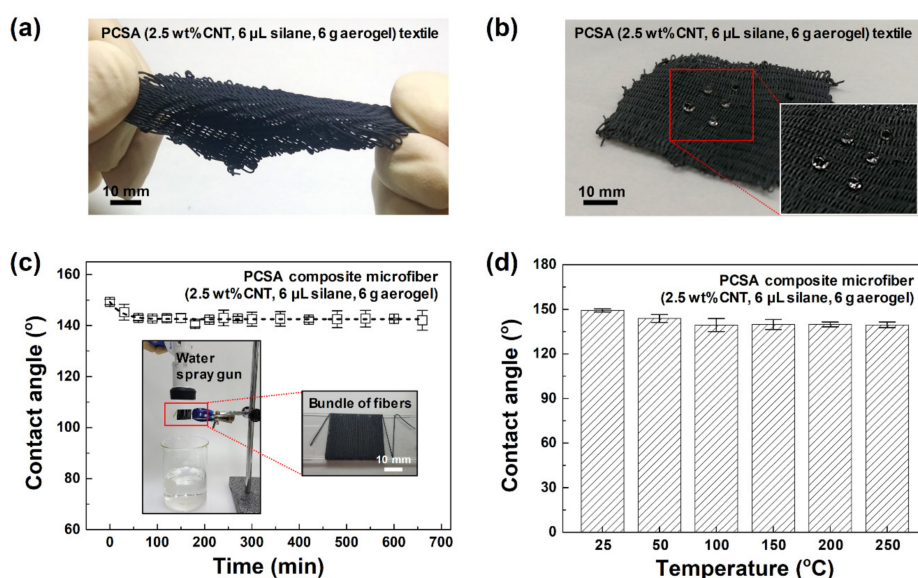 (a)
PCSA (2.5 wt% CNT, 6 µL silane, 6 g aerogel) textile
10 mm
(b)
PCSA (2.5 wt% CNT, 6 µL silane, 6 g aerogel) textile
10 mm
(c)
PCSA composite microfiber
(2.5 wt% CNT, 6 µL silane, 6 g aerogel)
Contact angle (°)
160
140
120
100
80
60
Water
spray gun
Bundle of fibers
10 mm
0 100 200 300 400 500 600 700
Time (min)
(d)
PCSA composite microfiber
(2.5 wt% CNT, 6 µL silane, 6 g aerogel)
Contact angle (°)
180
150
120
90
60
30
0
25 50 100 150 200 250
Temperature (°C)